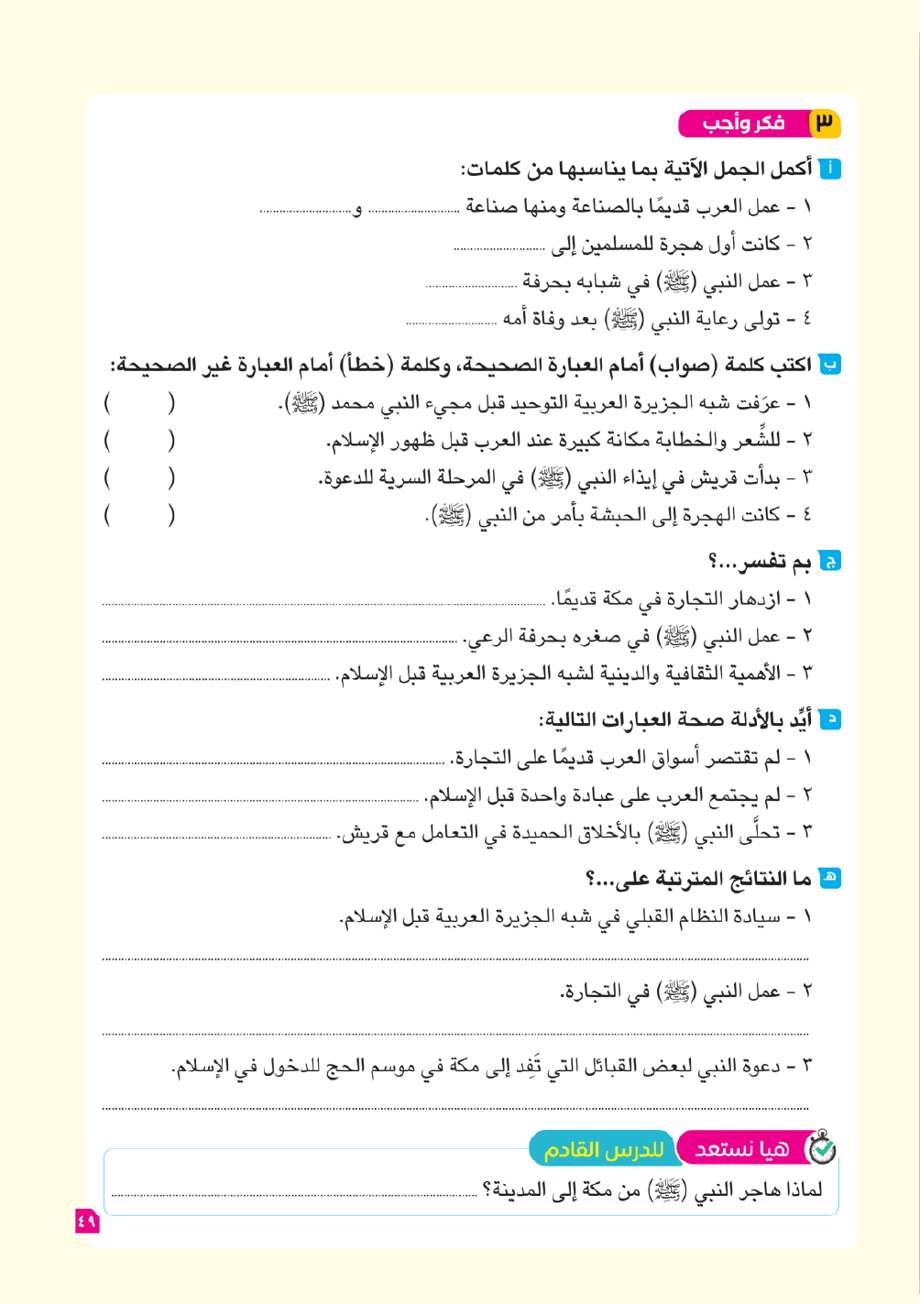 ٣ فكر وأجب
أ أكمل الجمل الآتية بما يناسبها من كلمات:
١ - عمل العرب قديمًا بالصناعة ومنها صناعة ............................ و............................
٢ - كانت أول هجرة للمسلمين إلى ............................
٣ - عمل النبي (ﷺ) في شبابه بحرفة ............................
٤ - تولى رعاية النبي (ﷺ) بعد وفاة أمه ............................
ب اكتب كلمة (صواب) أمام العبارة الصحيحة، وكلمة (خطأ) أمام العبارة غير الصحيحة:
١ - عرَفت شبه الجزيرة العربية التوحيد قبل مجيء النبي محمد (ﷺ). ( )
٢ - للشِّعر والخطابة مكانة كبيرة عند العرب قبل ظهور الإسلام. ( )
٣ - بدأت قريش في إيذاء النبي (ﷺ) في المرحلة السرية للدعوة. ( )
٤ - كانت الهجرة إلى الحبشة بأمر من النبي (ﷺ). ( )
ج بم تفسر...؟
١ - ازدهار التجارة في مكة قديمًا. ............................
٢ - عمل النبي (ﷺ) في صغره بحرفة الرعي. ............................
٣ - الأهمية الثقافية والدينية لشبه الجزيرة العربية قبل الإسلام. ............................
د أيِّد بالأدلة صحة العبارات التالية:
١ - لم تقتصر أسواق العرب قديمًا على التجارة. ............................
٢ - لم يجتمع العرب على عبادة واحدة قبل الإسلام. ............................
٣ - تحلَّى النبي (ﷺ) بالأخلاق الحميدة في التعامل مع قريش. ............................
هـ ما النتائج المترتبة على...؟
١ - سيادة النظام القبلي في شبه الجزيرة العربية قبل الإسلام.
٢ - عمل النبي (ﷺ) في التجارة.
٣ - دعوة النبي لبعض القبائل التي تَفِد إلى مكة في موسم الحج للدخول في الإسلام.
هيا نستعد للدرس القادم
لماذا هاجر النبي (ﷺ) من مكة إلى المدينة؟ ............................
٤٩